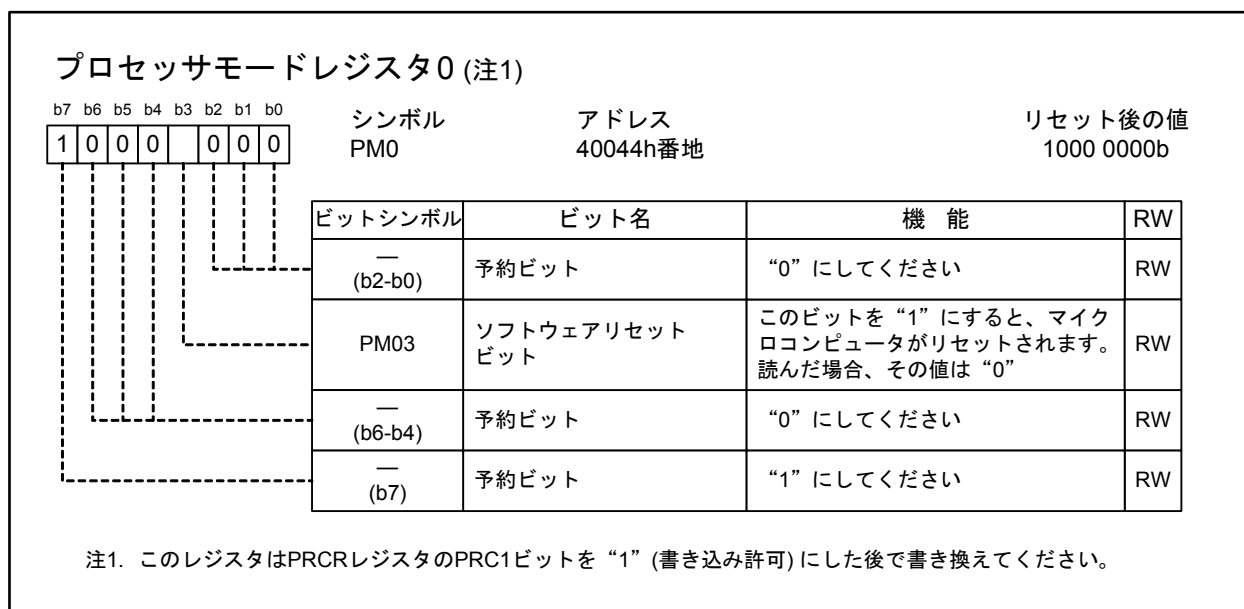 プロセッサモードレジスタ0 (注1)
b7 b6 b5 b4 b3 b2 b1 b0
1 0 0 0 0 0 0
シンボル アドレス リセット後の値
PM0 40044h番地 1000 0000b
ビットシンボル ビット名 機 能 RW
—
(b2-b0) 予約ビット “0”にしてください RW
PM03 ソフトウェアリセット
ビット
このビットを“1”にすると、マイク
ロコンピュータがリセットされます。
読んだ場合、その値は“0” RW
—
(b6-b4) 予約ビット “0”にしてください RW
—
(b7) 予約ビット “1”にしてください RW
注1. このレジスタはPRCRレジスタのPRC1ビットを“1”(書き込み許可)にした後で書き換えてください。